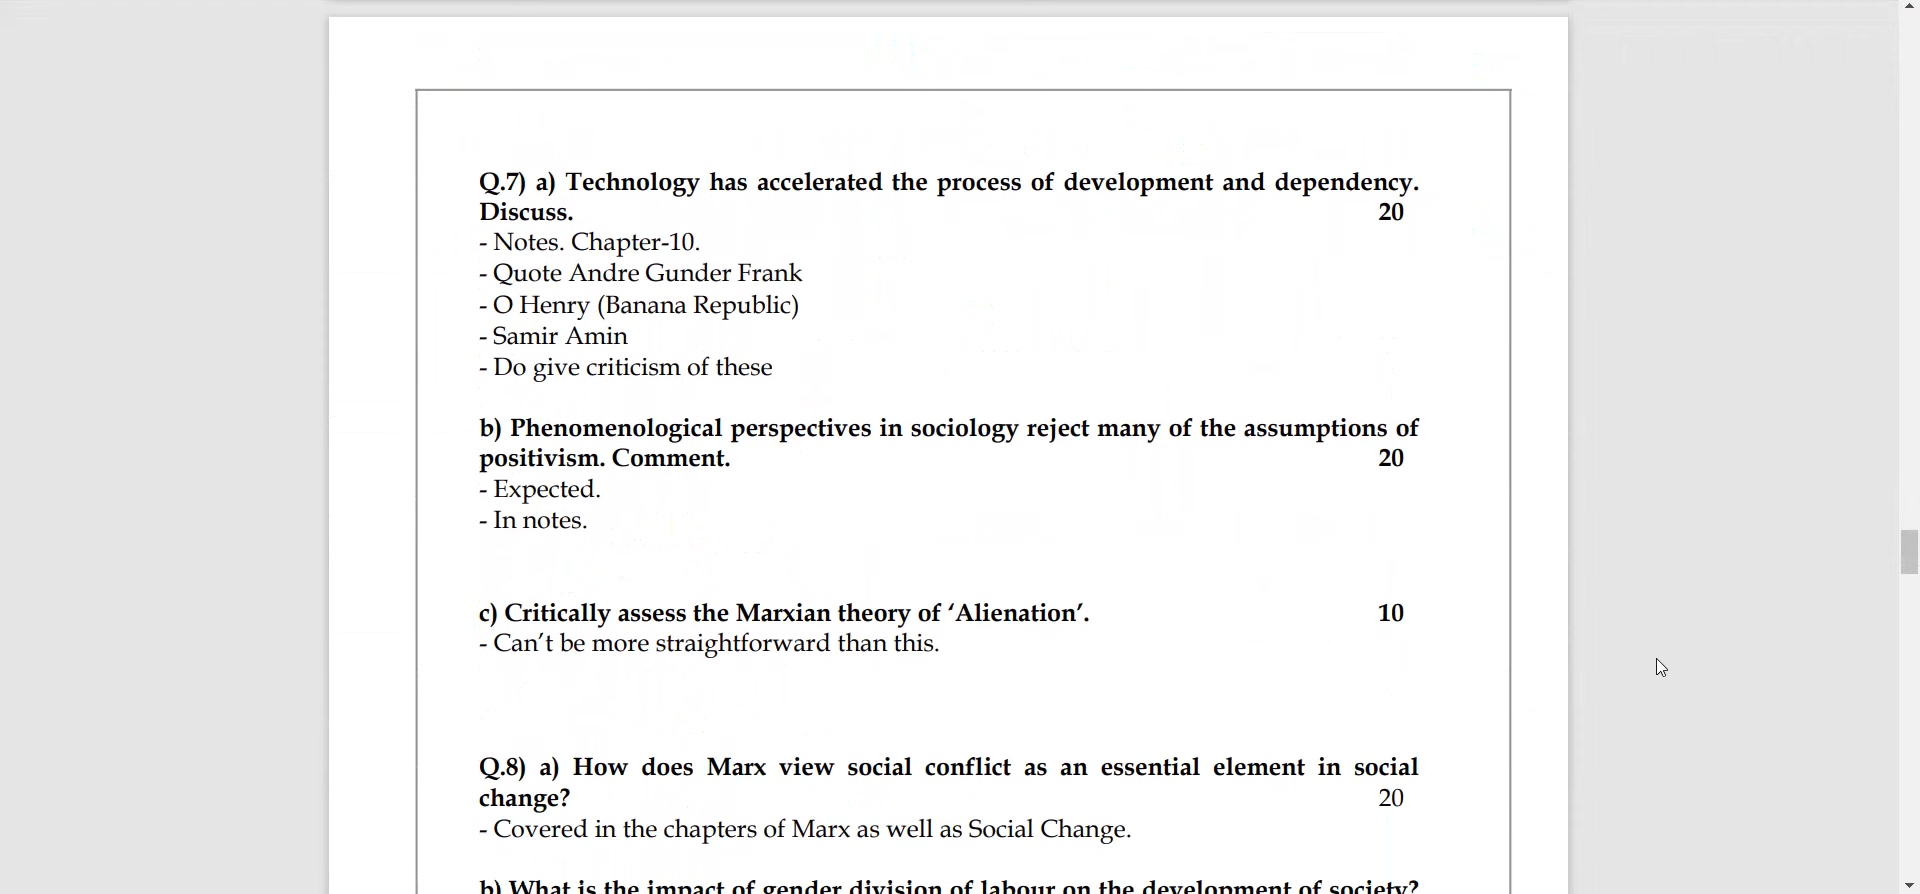 Q.7) a) Technology has accelerated the process of development and dependency.
Discuss. 20
- Notes. Chapter-10.
- Quote Andre Gunder Frank
- O Henry (Banana Republic)
- Samir Amin
- Do give criticism of these
b) Phenomenological perspectives in sociology reject many of the assumptions of
positivism. Comment. 20
- Expected.
- In notes.
c) Critically assess the Marxian theory of ‘Alienation’. 10
- Can’t be more straightforward than this.
Q.8) a) How does Marx view social conflict as an essential element in social
change? 20
- Covered in the chapters of Marx as well as Social Change.
b) What is the impact of gender division of labour on the development of society?